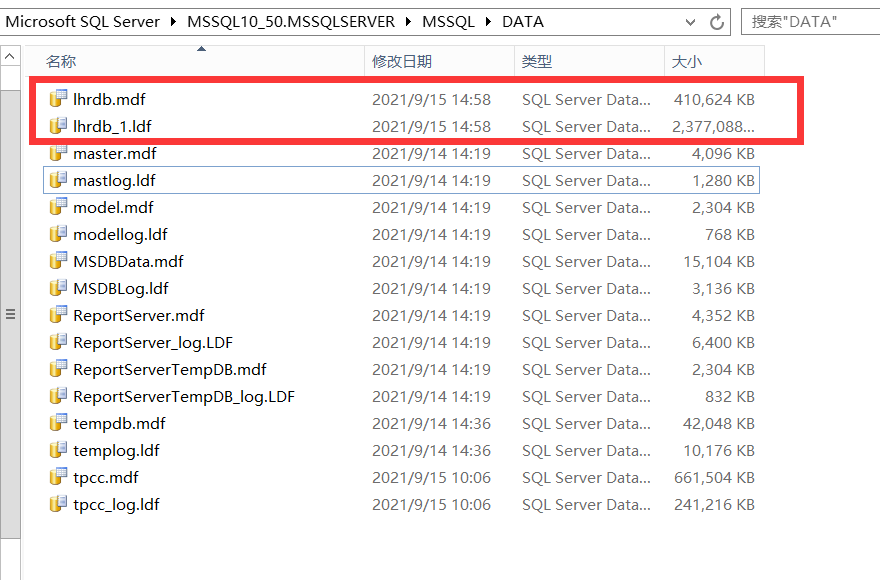 Microsoft SQL Server MSSQL10_50.MSSQLSERVER MSSQL DATA 搜索"DATA"
名称 修改日期 类型 大小
lhrdb.mdf 2021/9/15 14:58 SQL Server Data... 410,624 KB
lhrdb_1.ldf 2021/9/15 14:58 SQL Server Data... 2,377,088...
master.mdf 2021/9/14 14:19 SQL Server Data... 4,096 KB
mastlog.ldf 2021/9/14 14:19 SQL Server Data... 1,280 KB
model.mdf 2021/9/14 14:19 SQL Server Data... 2,304 KB
modellog.ldf 2021/9/14 14:19 SQL Server Data... 768 KB
MSDBData.mdf 2021/9/14 14:19 SQL Server Data... 15,104 KB
MSDBLog.ldf 2021/9/14 14:19 SQL Server Data... 3,136 KB
ReportServer.mdf 2021/9/14 14:19 SQL Server Data... 4,352 KB
ReportServer_log.LDF 2021/9/14 14:19 SQL Server Data... 6,400 KB
ReportServerTempDB.mdf 2021/9/14 14:19 SQL Server Data... 2,304 KB
ReportServerTempDB_log.LDF 2021/9/14 14:19 SQL Server Data... 832 KB
tempdb.mdf 2021/9/14 14:36 SQL Server Data... 42,048 KB
templog.ldf 2021/9/14 14:36 SQL Server Data... 10,176 KB
tpcc.mdf 2021/9/15 10:06 SQL Server Data... 661,504 KB
tpcc_log.ldf 2021/9/15 10:06 SQL Server Data... 241,216 KB